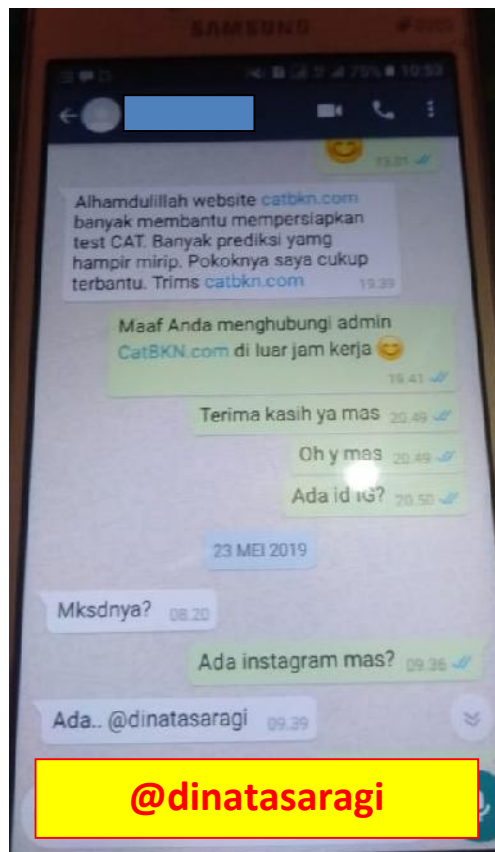 SAMSUNG
75% 10:53
19.01
Alhamdulillah website catbkn.com
banyak membantu mempersiapkan
test CAT. Banyak prediksi yamg
hampir mirip. Pokoknya saya cukup
terbantu. Trims catbkn.com 19.39
Maaf Anda menghubungi admin
CatBKN.com di luar jam kerja
19.41
Terima kasih ya mas 20.49
Oh y mas 20.49
Ada id IG? 20.50
23 MEI 2019
Mksdnya? 08.20
Ada instagram mas? 09.36
Ada.. @dinatasaragi 09.39
@dinatasaragi